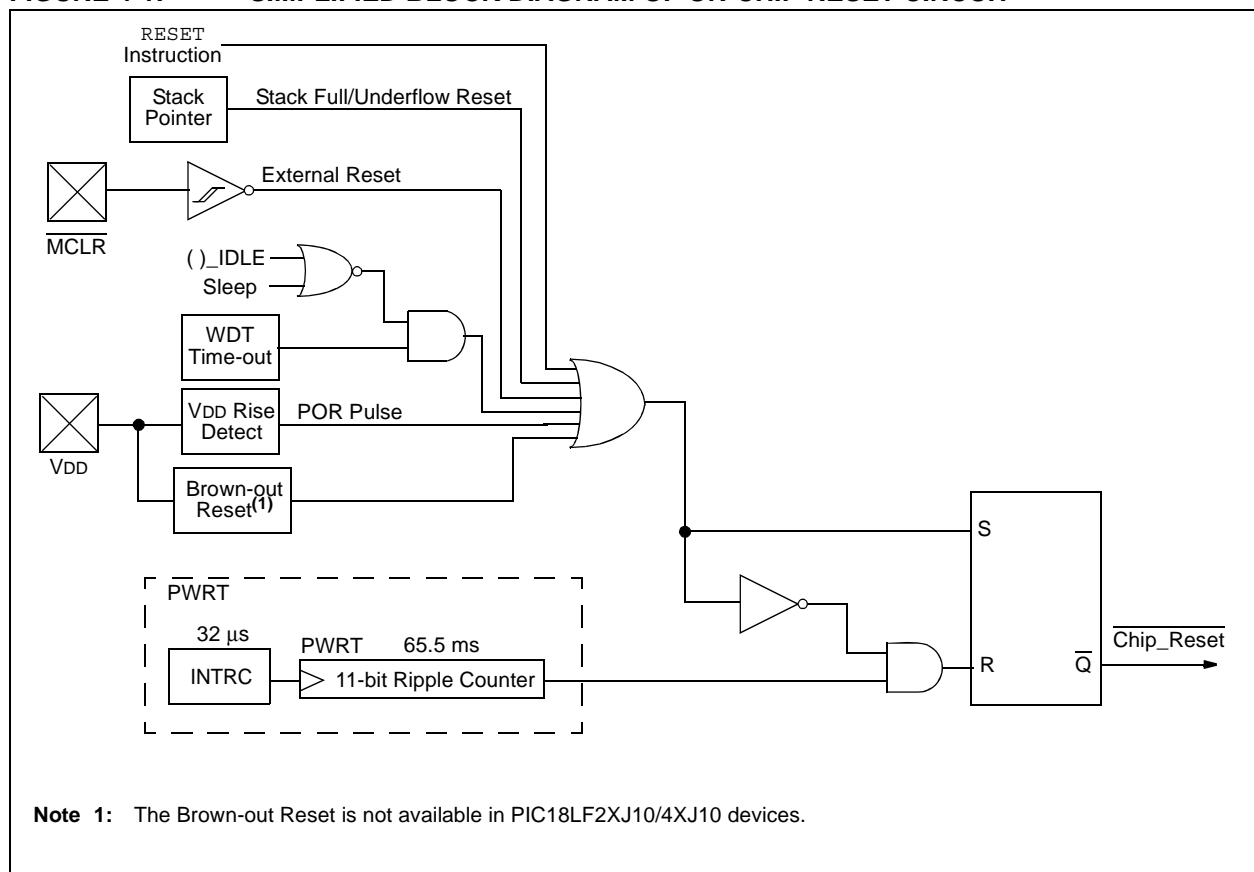 RESET
Instruction
Stack
Pointer
Stack Full/Underflow Reset
External Reset
MCLR
( )_IDLE
Sleep
WDT
Time-out
VDD Rise
Detect
POR Pulse
VDD
Brown-out
Reset(1)
S
PWRT
32 μs
PWRT
65.5 ms
INTRC
11-bit Ripple Counter
R
Q
Chip_Reset
Note 1: The Brown-out Reset is not available in PIC18LF2XJ10/4XJ10 devices.